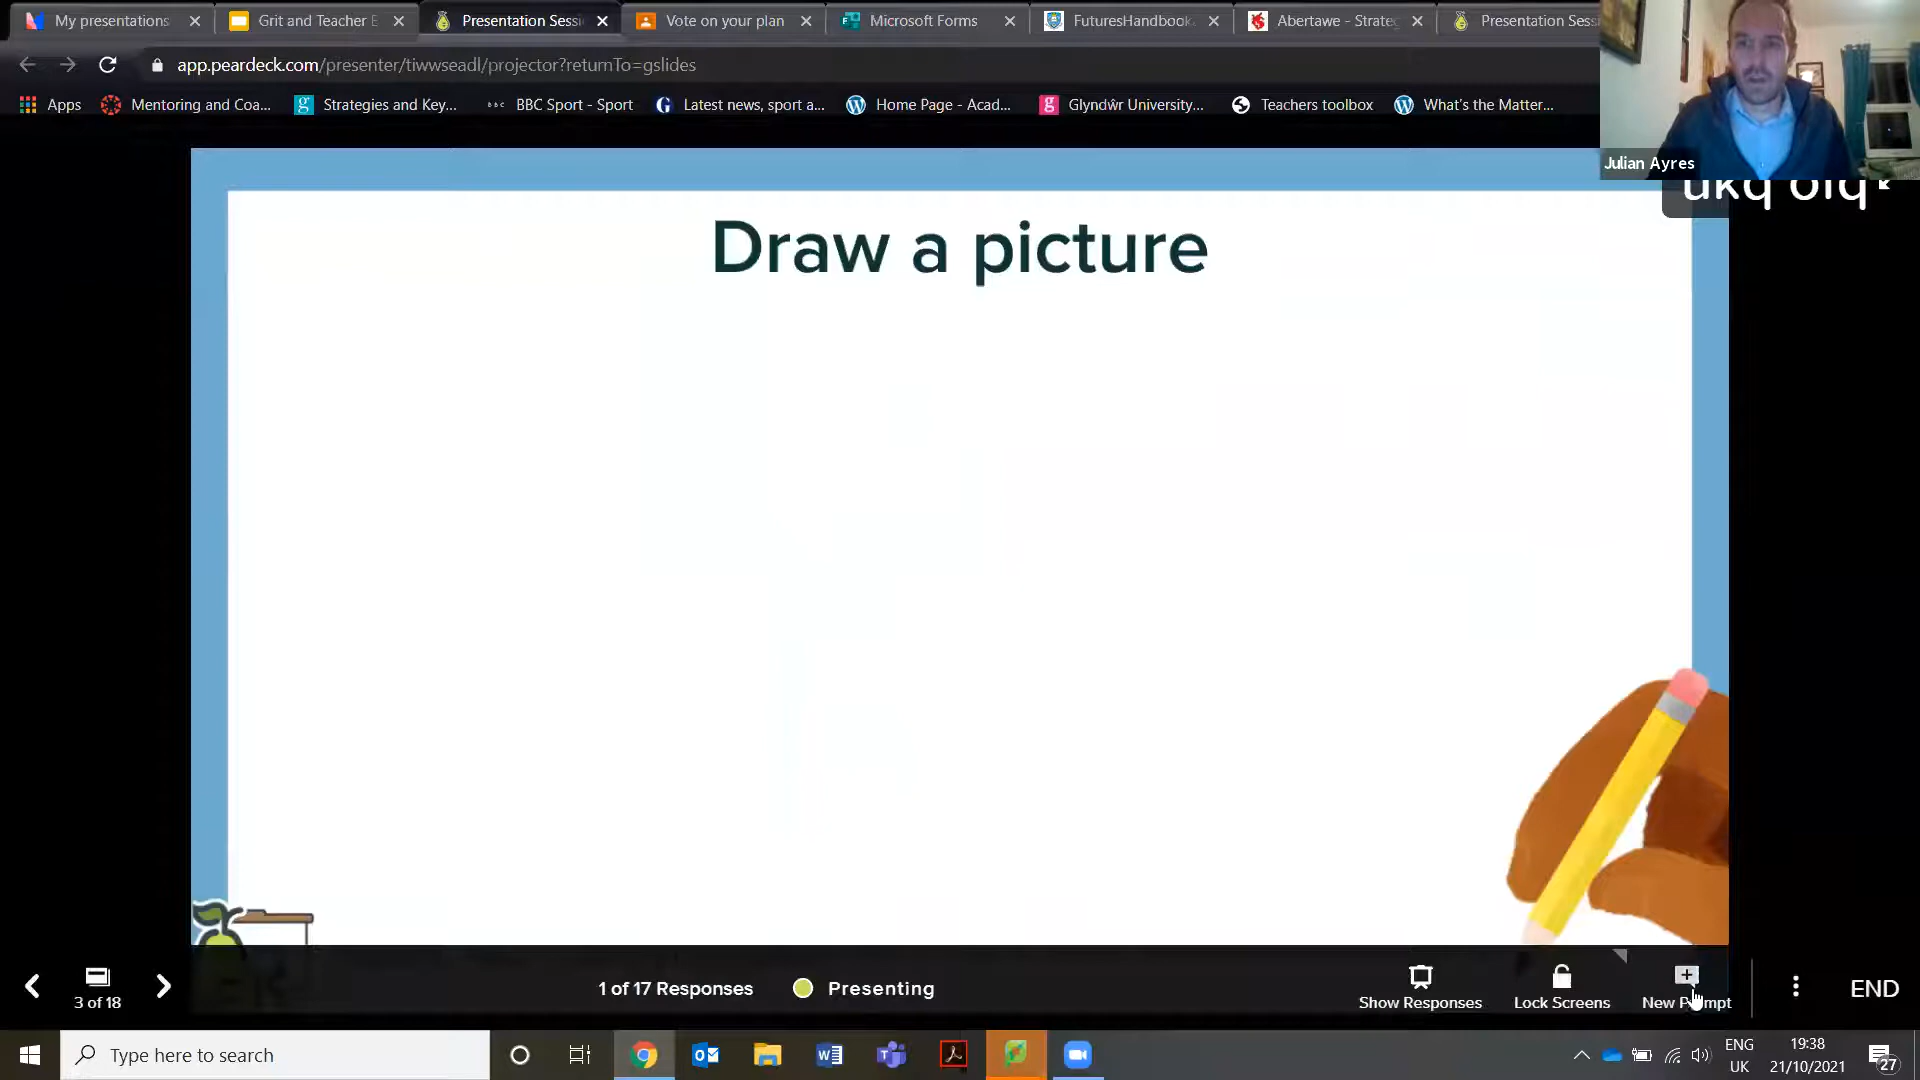 My presentations
Grit and Teacher E
Presentation Sessi
Vote on your plan
Microsoft Forms
FuturesHandbook.
Abertawe - Strateg
Presentation Sess
app.peardeck.com/presenter/tiwwseadl/projector?returnTo=gslides
Apps
Mentoring and Coa...
Strategies and Key...
BBC Sport - Sport
Latest news, sport a...
Home Page - Acad...
Glyndŵr University...
Teachers toolbox
What's the Matter...
Julian Ayres
ukq
Draw a picture
3 of 18
1 of 17 Responses
Presenting
Show Responses
Lock Screens
New Prompt
END
Type here to search
ENG
UK
19:38
21/10/2021
27